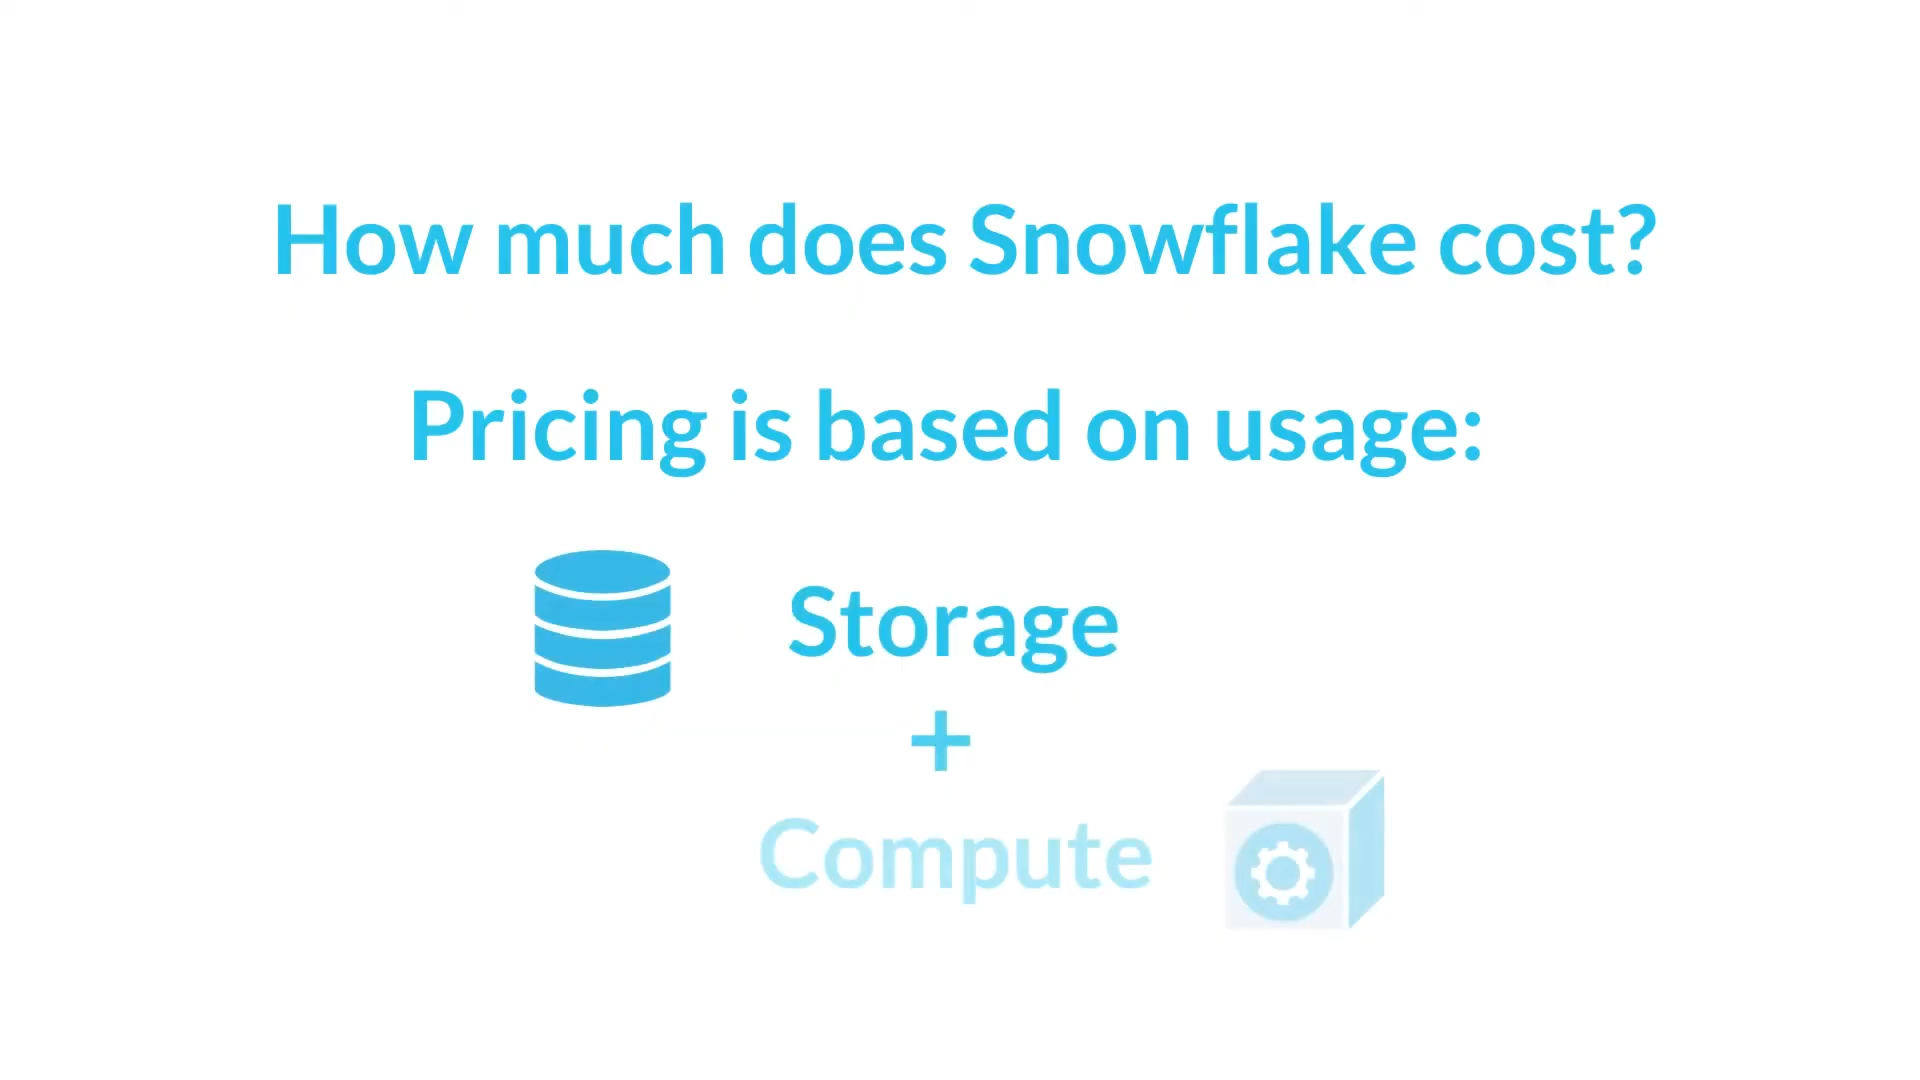 How much does Snowflake cost?
Pricing is based on usage:
Storage
+
Compute